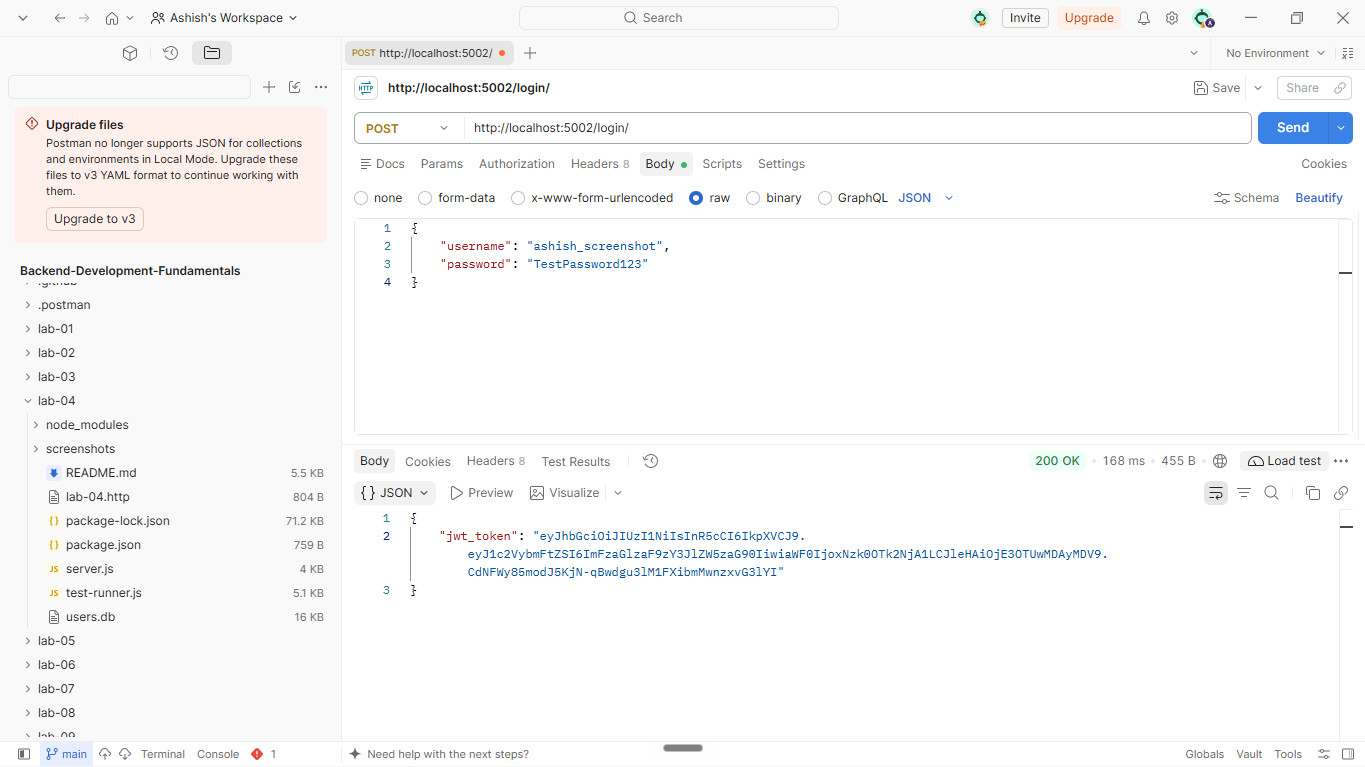 Ashish's Workspace
Search
Invite
Upgrade
POST http://localhost:5002/
No Environment
Upgrade files
Postman no longer supports JSON for collections
and environments in Local Mode. Upgrade these
files to v3 YAML format to continue working with
them.
Upgrade to v3
Backend-Development-Fundamentals
.github
.postman
lab-01
lab-02
lab-03
lab-04
node_modules
screenshots
README.md 5.5 KB
lab-04.http 804 B
package-lock.json 71.2 KB
package.json 759 B
server.js 4 KB
test-runner.js 5.1 KB
users.db 16 KB
lab-05
lab-06
lab-07
lab-08
lab-09
HTTP http://localhost:5002/login/
Save
Share
POST http://localhost:5002/login/
Send
Docs Params Authorization Headers 8 Body Scripts Settings Cookies
none form-data x-www-form-urlencoded raw binary GraphQL JSON Schema Beautify
1 {
2 "username": "ashish_screenshot",
3 "password": "TestPassword123"
4 }
Body Cookies Headers 8 Test Results 200 OK 168 ms 455 B Load test
{} JSON Preview Visualize
1 {
2 "jwt_token": "eyJhbGciOiJIUzI1NiIsInR5cCI6IkpXVCJ9.
eyJ1c2VybmFtZSI6ImFzaGlzaF9zY3JlZW5zaG90IiwiaWF0IjoxNzk0OTk2NjA1LCJleHAiOjE3OTUwMDAyMDV9.
CdNFWy85modJ5KjN-qBwdgu3lM1FXibmMwnzxvG3lYI"
3 }
main Terminal Console 1
Need help with the next steps?
Globals Vault Tools